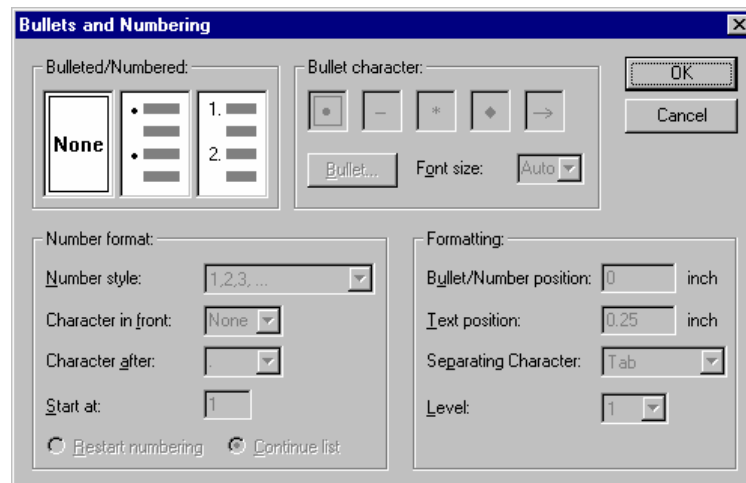 Bullets and Numbering
Bulleted/Numbered:
None
1.
2.
Bullet character:
Bullet...
Font size:
Auto
OK
Cancel
Number format:
Number style:
1,2,3, ...
Character in front:
None
Character after:
.
Start at:
1
Restart numbering
Continue list
Formatting:
Bullet/Number position:
0
inch
Text position:
0.25
inch
Separating Character:
Tab
Level:
1